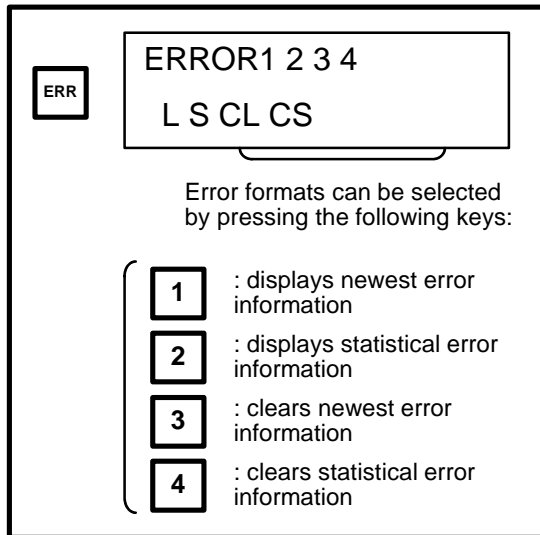 ERR
ERROR1 2 3 4
L S CL CS
Error formats can be selected
by pressing the following keys:
1 : displays newest error
information
2 : displays statistical error
information
3 : clears newest error
information
4 : clears statistical error
information